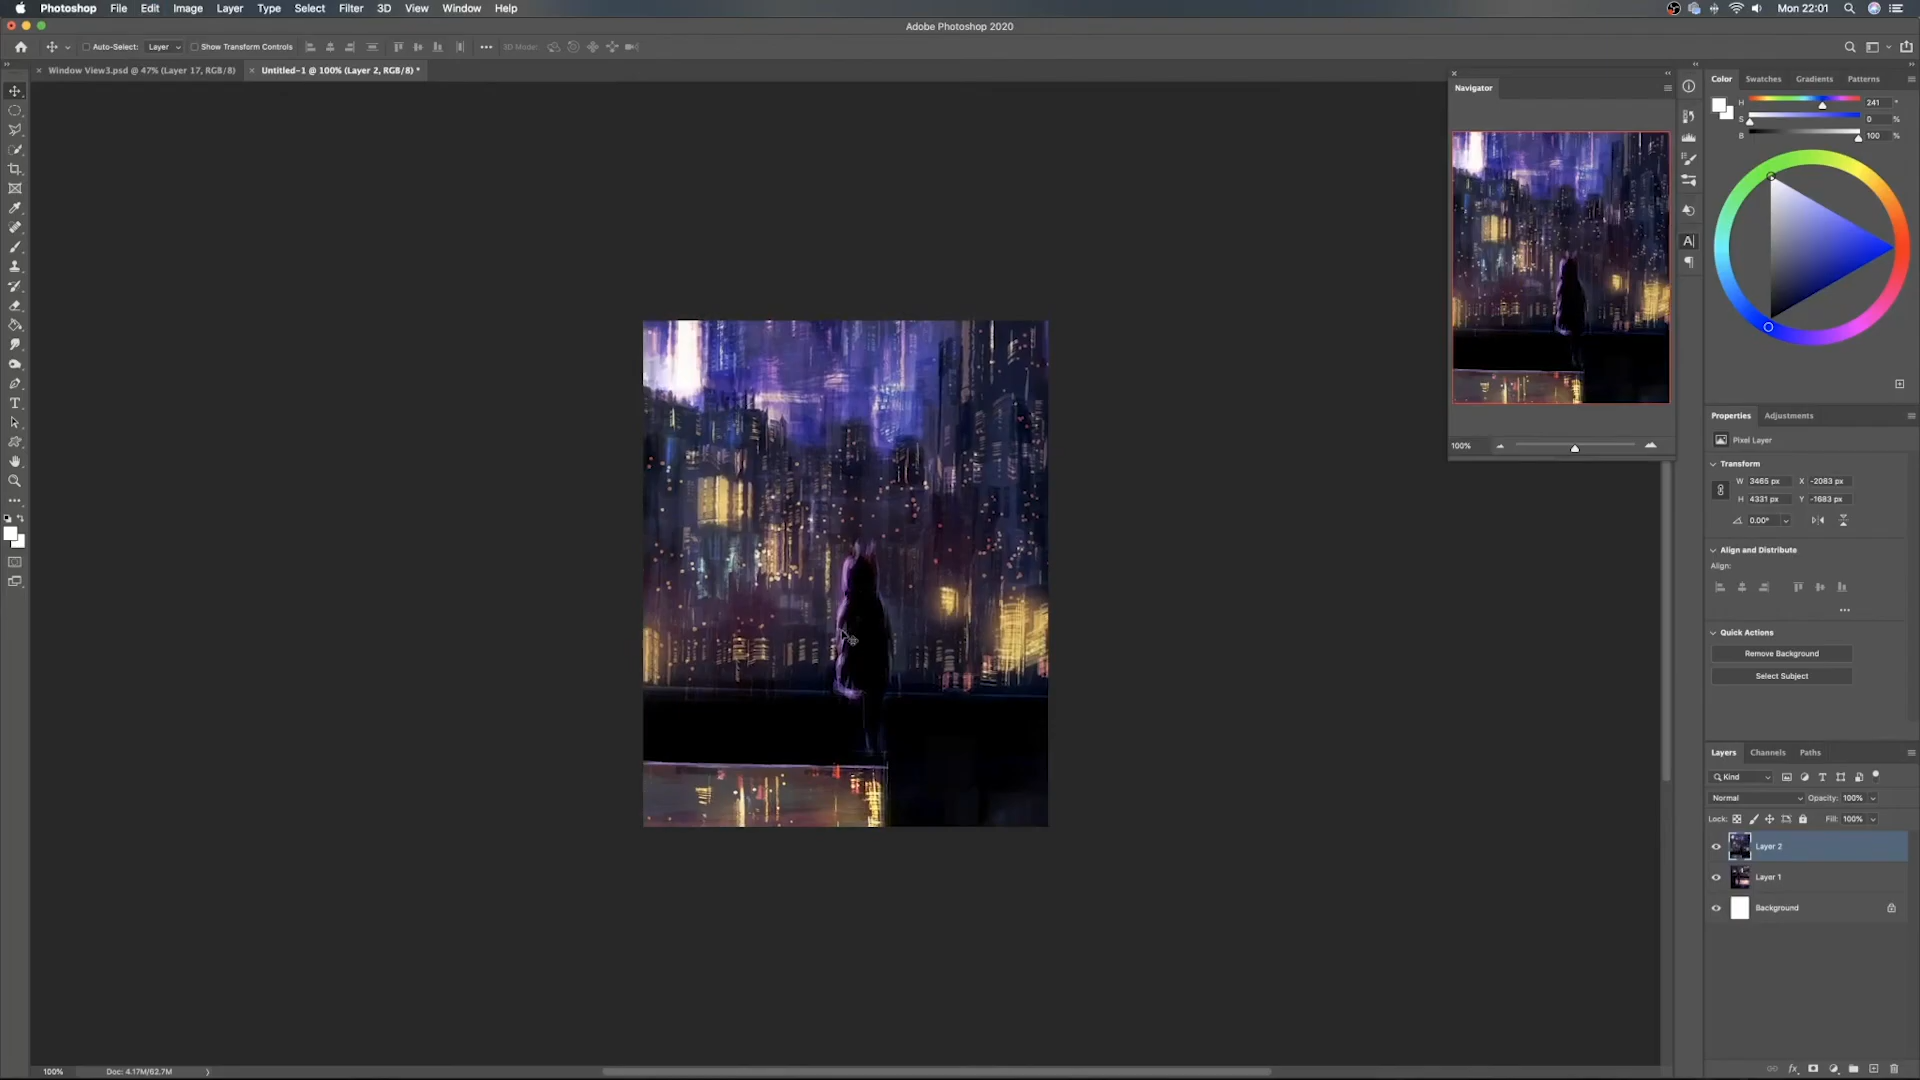 Photoshop File Edit Image Layer Type Select Filter 3D View Window Help Mon 22:01
Adobe Photoshop 2020
Auto-Select: Layer Show Transform Controls 3D Mode:
Window View3.psd @ 47% (Layer 17, RGB/8) Untitled-1 @ 100% (Layer 2, RGB/8) *
Navigator
100%
Color Swatches Gradients Patterns
H 241 °
S 0 %
B 100 %
Properties Adjustments
Pixel Layer
Transform
W 3465 px X -2083 px
H 4331 px Y -1683 px
0.00°
Align and Distribute
Align:
Quick Actions
Remove Background
Select Subject
Layers Channels Paths
Kind
Normal Opacity: 100%
Lock: Fill: 100%
Layer 2
Layer 1
Background
100% Doc: 4.17M/62.7M